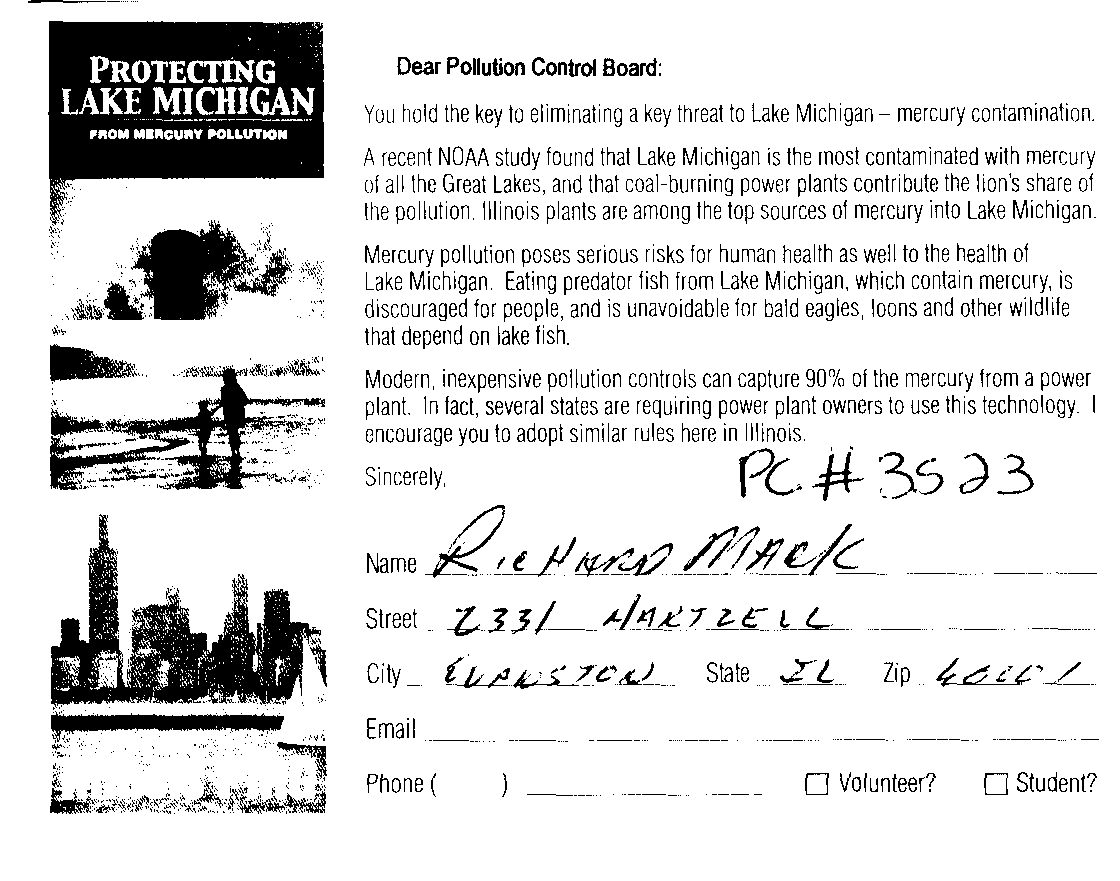 PROTECTING
LAKE MICHIGAN
FROM MERCURY POLLUTION
Dear Pollution Control Board:
You hold the key to eliminating a key threat to Lake Michigan – mercury contamination.
A recent NOAA study found that Lake Michigan is the most contaminated with mercury
of all the Great Lakes, and that coal-burning power plants contribute the lion's share of
the pollution. Illinois plants are among the top sources of mercury into Lake Michigan.
Mercury pollution poses serious risks for human health as well to the health of
Lake Michigan. Eating predator fish from Lake Michigan, which contain mercury, is
discouraged for people, and is unavoidable for bald eagles, loons and other wildlife
that depend on lake fish.
Modern, inexpensive pollution controls can capture 90% of the mercury from a power
plant. In fact, several states are requiring power plant owners to use this technology. I
encourage you to adopt similar rules here in Illinois.
Sincerely,
PC # 3523
Name RICHARD MACK
Street 2331 HARTZELL
City EVANSTON State IL Zip
Email
Phone ( )
Volunteer? Student?